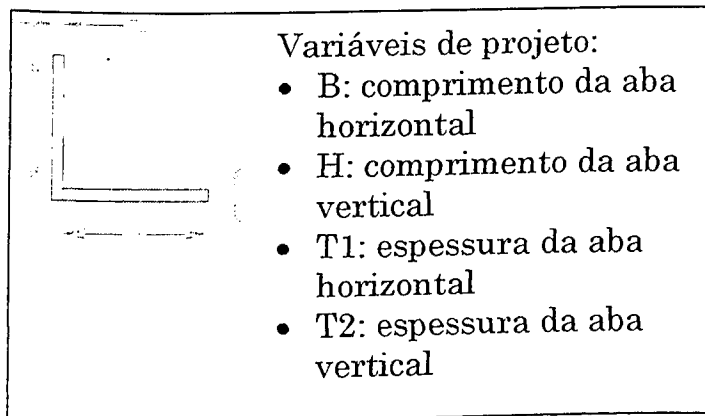 Variáveis de projeto:
• B: comprimento da aba
horizontal
• H: comprimento da aba
vertical
• T1: espessura da aba
horizontal
• T2: espessura da aba
vertical